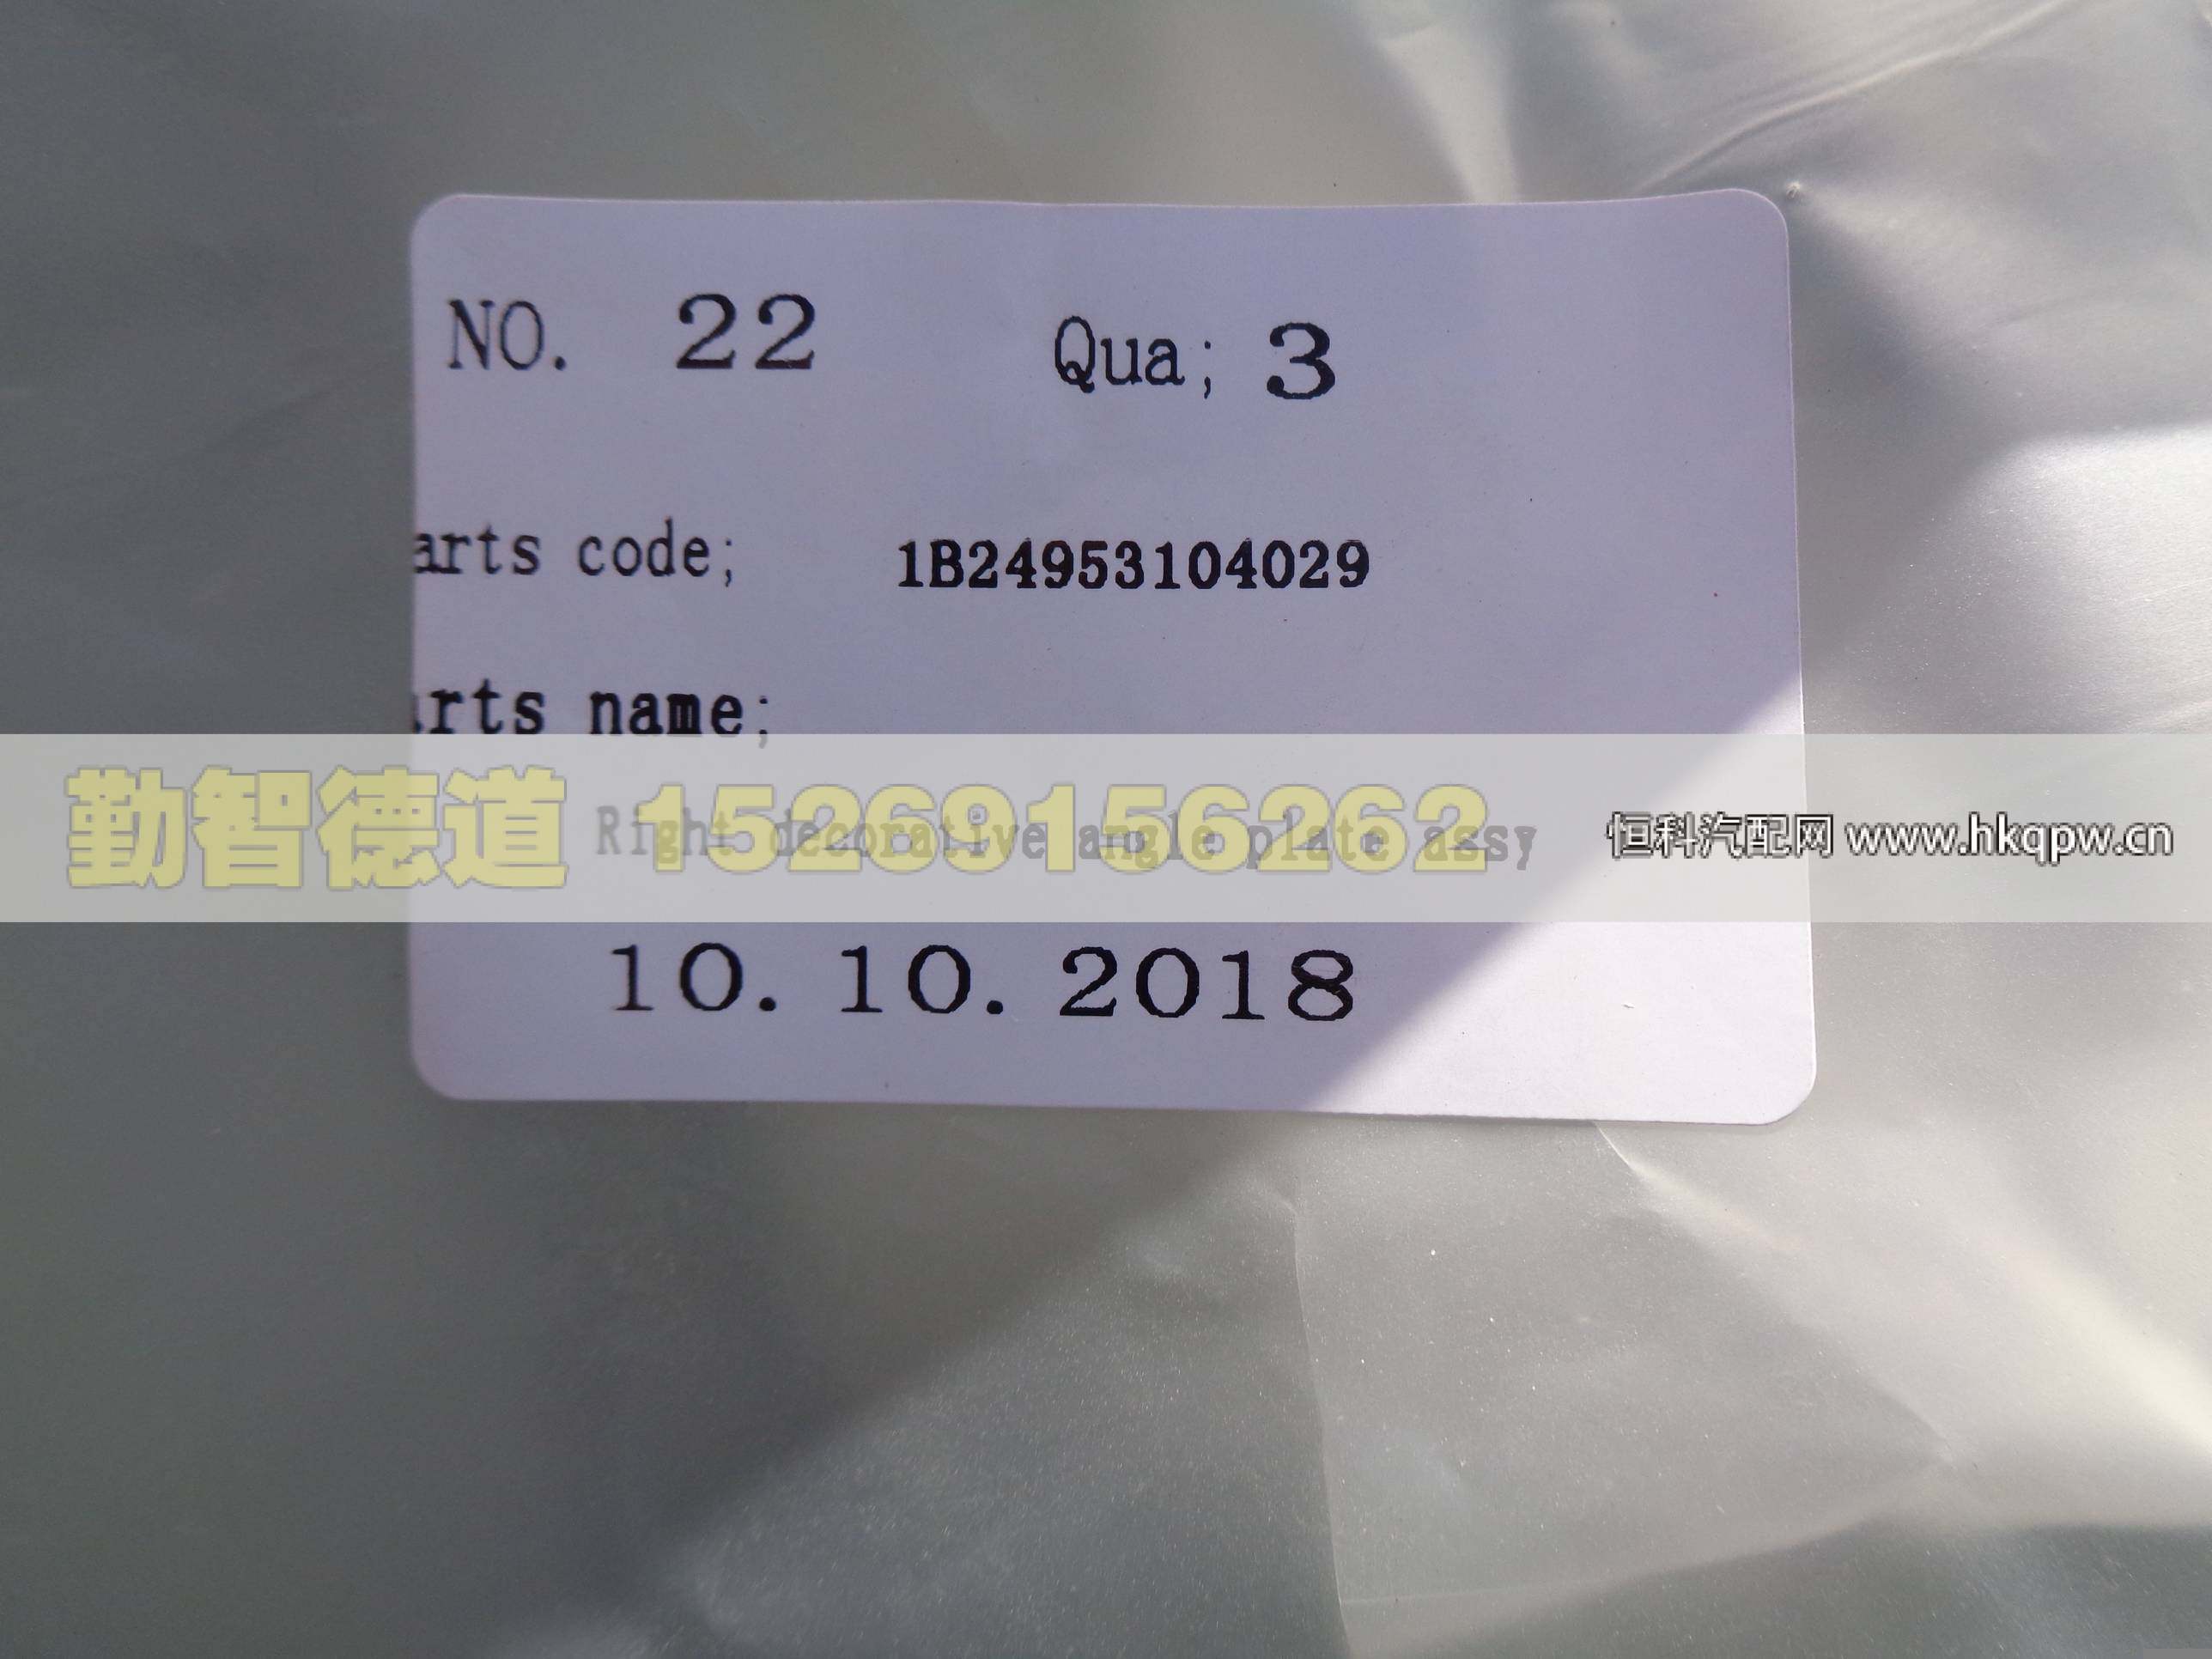 NO. 22 Qua; 3
arts code; 1B24953104029
arts name;
Right decorative angle plate assy
勤智德道 15269156262 恒科汽配网 www.hkqpw.cn
10.10.2018